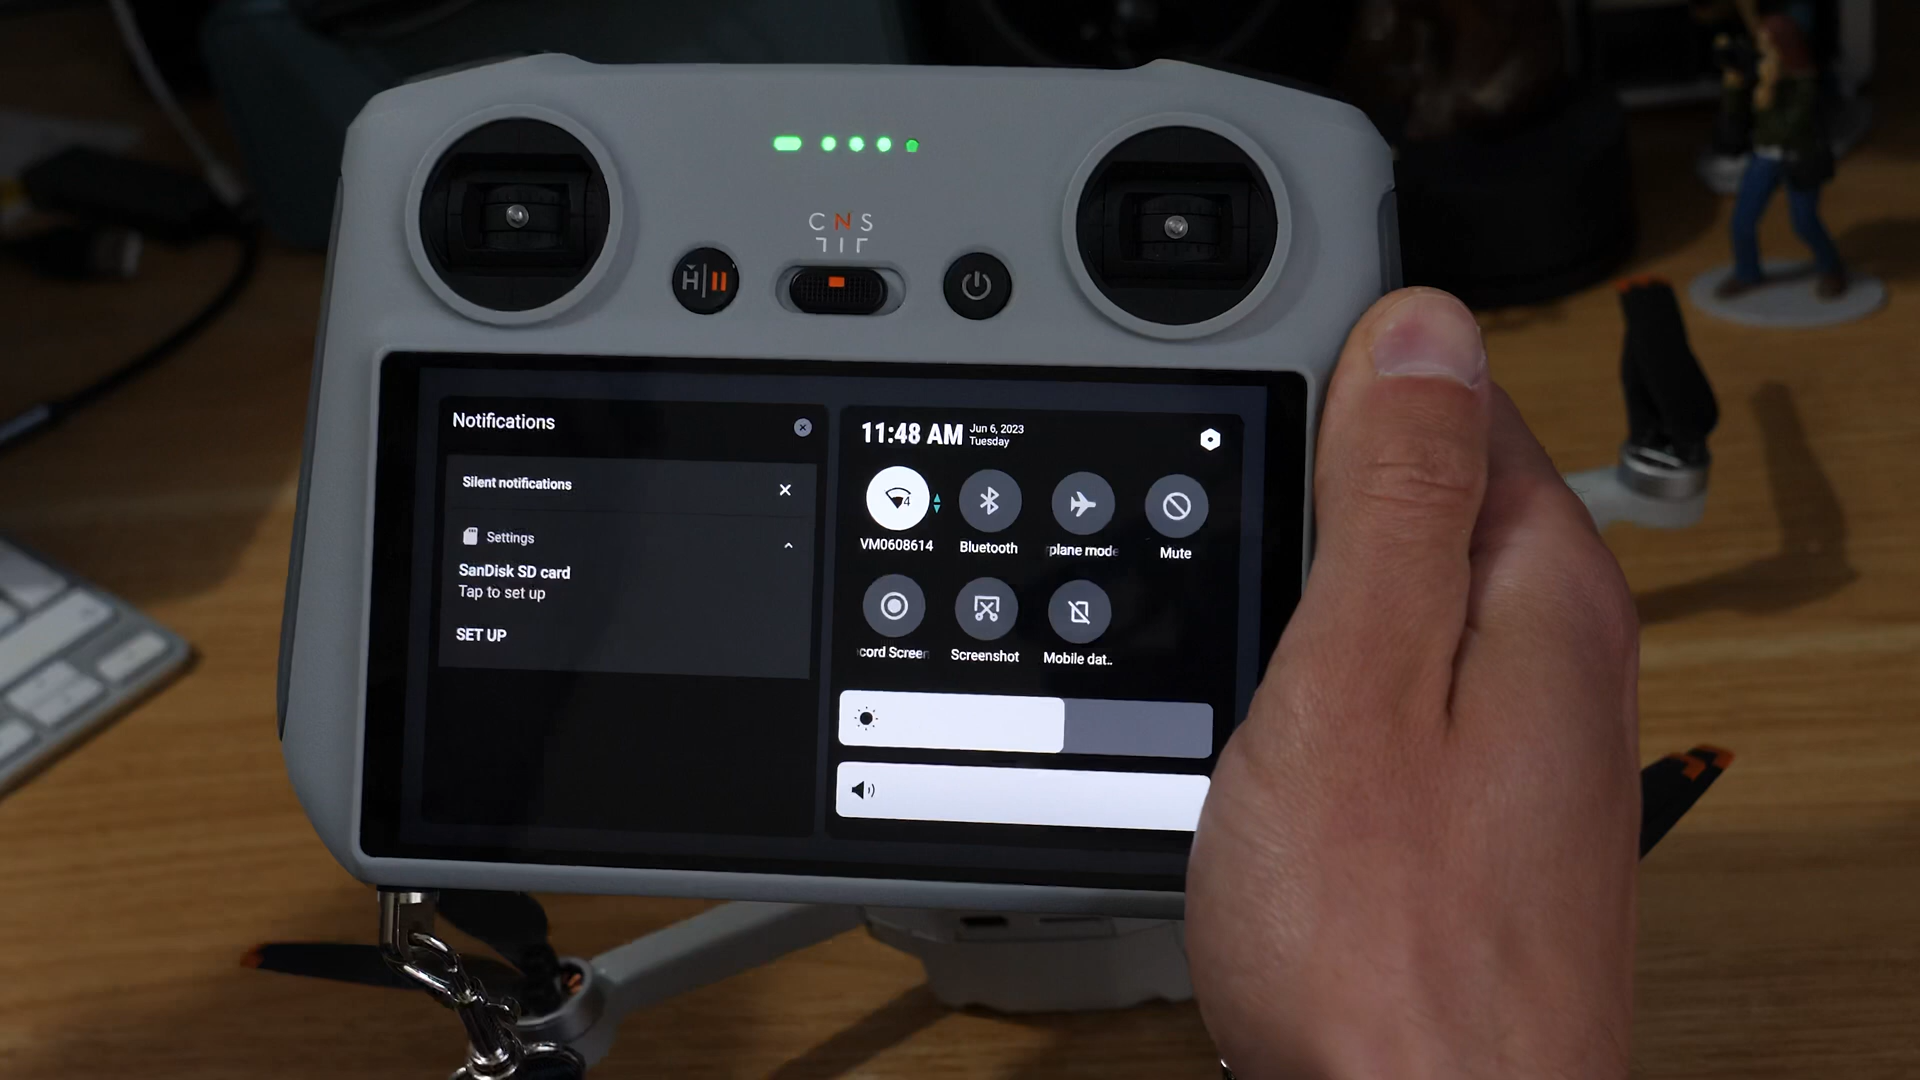 C N S
H
Notifications
Silent notifications
Settings
SanDisk SD card
Tap to set up
SET UP
11:48 AM
Jun 6, 2023
Tuesday
4
VM0608614
Bluetooth
plane mode
Mute
cord Screen
Screenshot
Mobile dat..